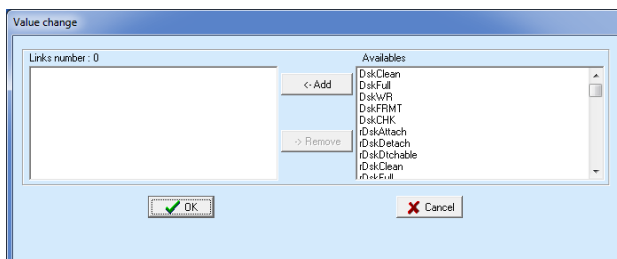 Value change
Links number : 0
Availables
<- Add
-> Remove
DskClean
DskFull
DskWR
DskFRMT
DskCHK
rDskAttach
rDskDetach
rDskDtchable
rDskClean
rDskFull
OK
Cancel